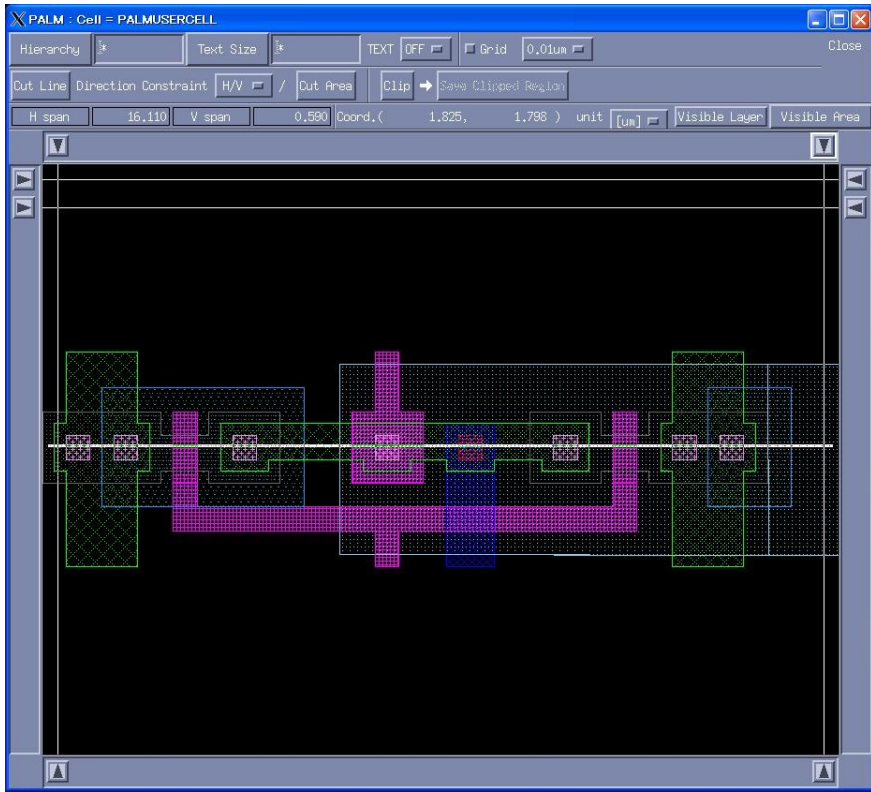 PALM : Cell = PALMUSERCELL
Hierarchy * Text Size * TEXT OFF Grid 0.01um Close
Cut Line Direction Constraint H/V / Cut Area Clip Save Clipped Region
H span 16.110 V span 0.590 Coord.( 1.825, 1.798 ) unit [um] Visible Layer Visible Area